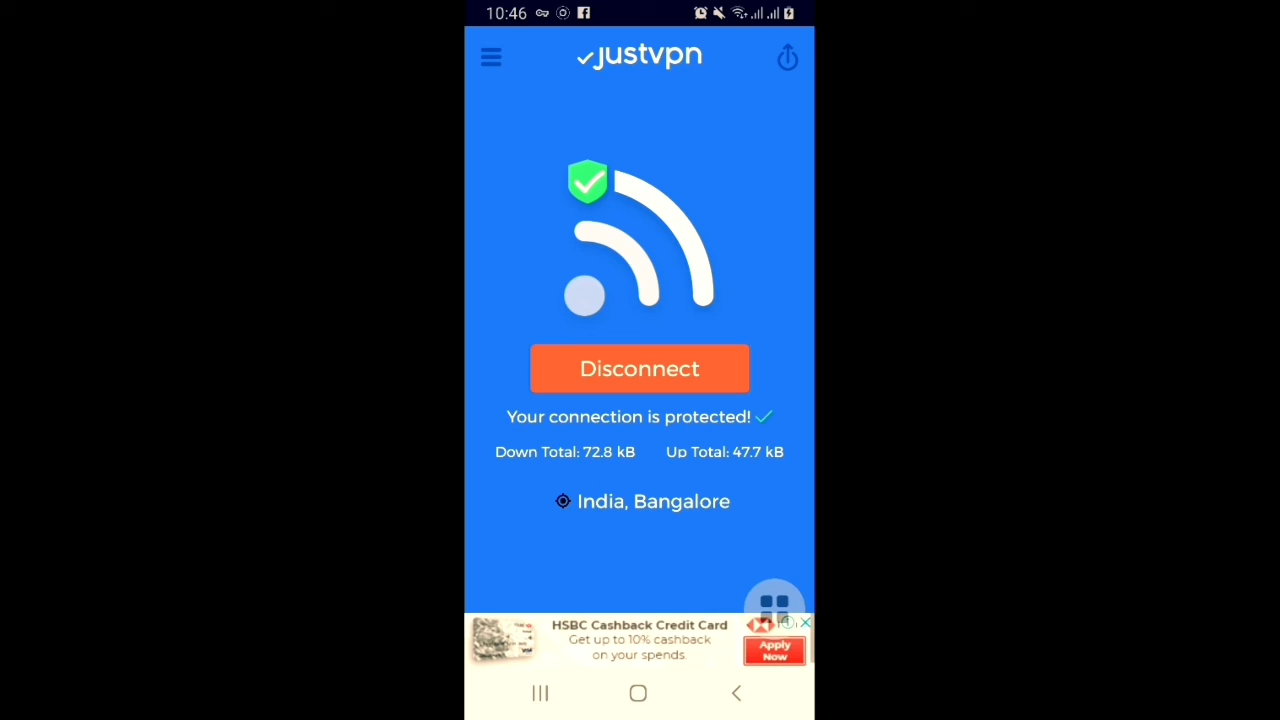 10:46
justvpn
Disconnect
Your connection is protected!
Down Total: 72.8 kB Up Total: 47.7 kB
India, Bangalore
HSBC Cashback Credit Card
Get up to 10% cashback
on your spends
Apply
Now